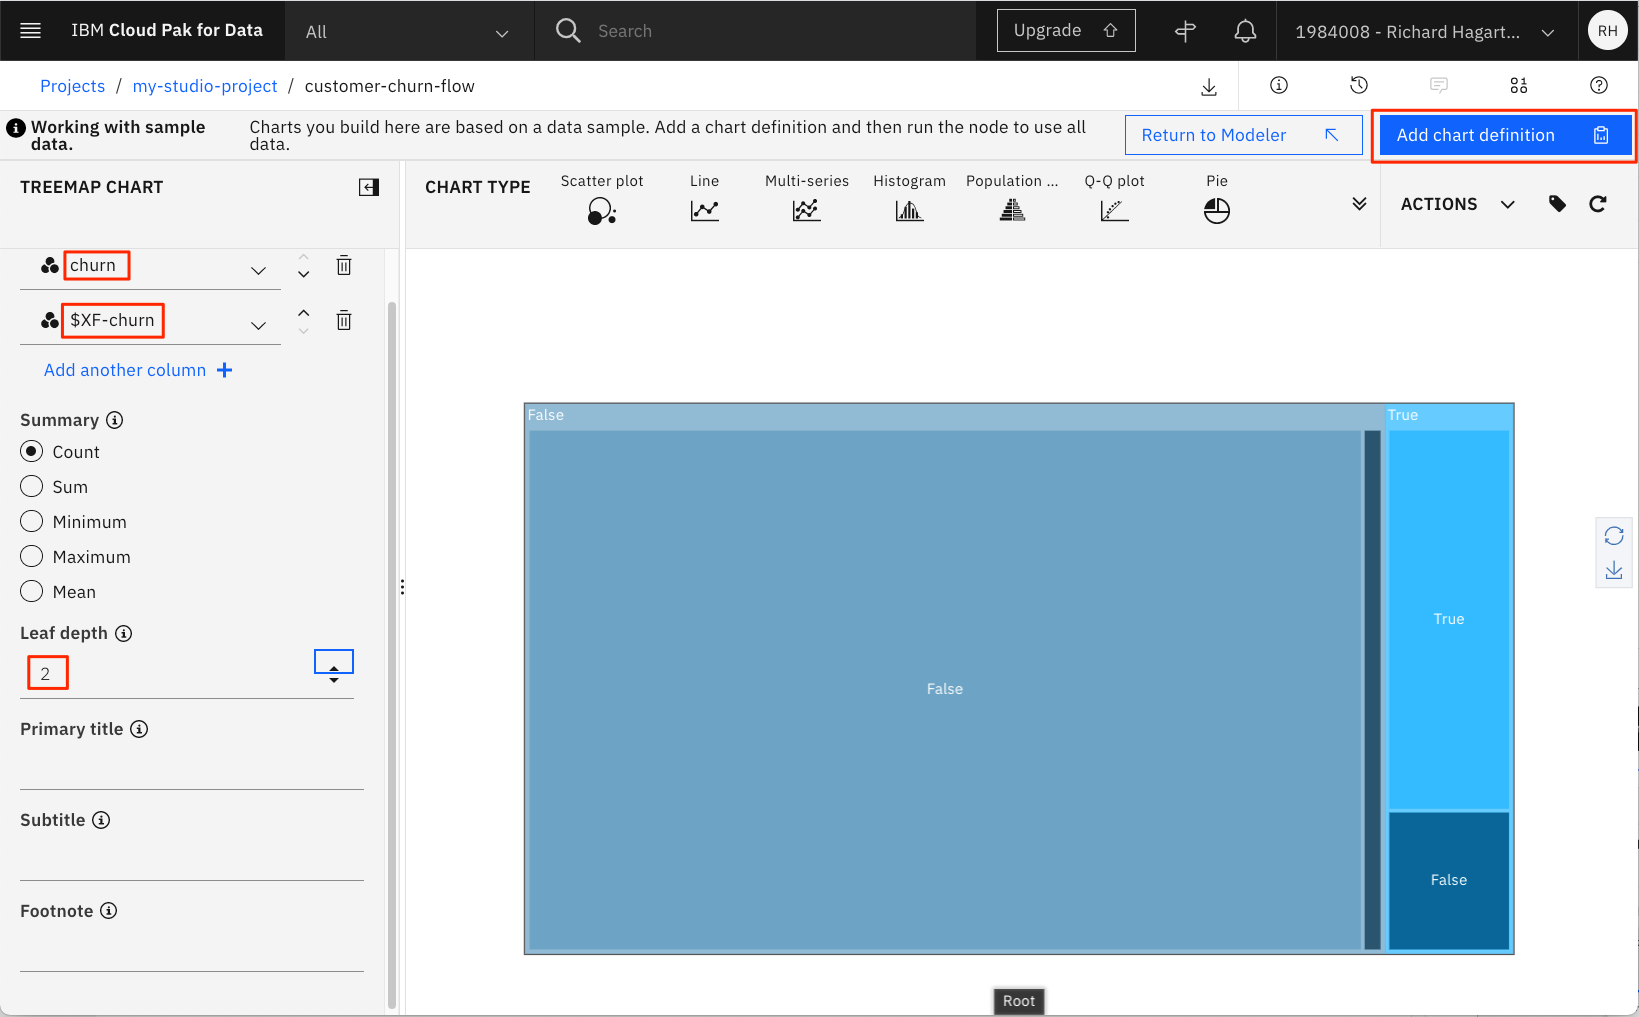 IBM Cloud Pak for Data
All
Search
Upgrade
1984008 - Richard Hagart...
RH
Projects / my-studio-project / customer-churn-flow
Working with sample data.
Charts you build here are based on a data sample. Add a chart definition and then run the node to use all
data.
Return to Modeler
Add chart definition
TREEMAP CHART
CHART TYPE
Scatter plot
Line
Multi-series
Histogram
Population ...
Q-Q plot
Pie
ACTIONS
churn
$XF-churn
Add another column +
Summary
Count
Sum
Minimum
Maximum
Mean
Leaf depth
2
Primary title
Subtitle
Footnote
False
True
False
True
False
Root